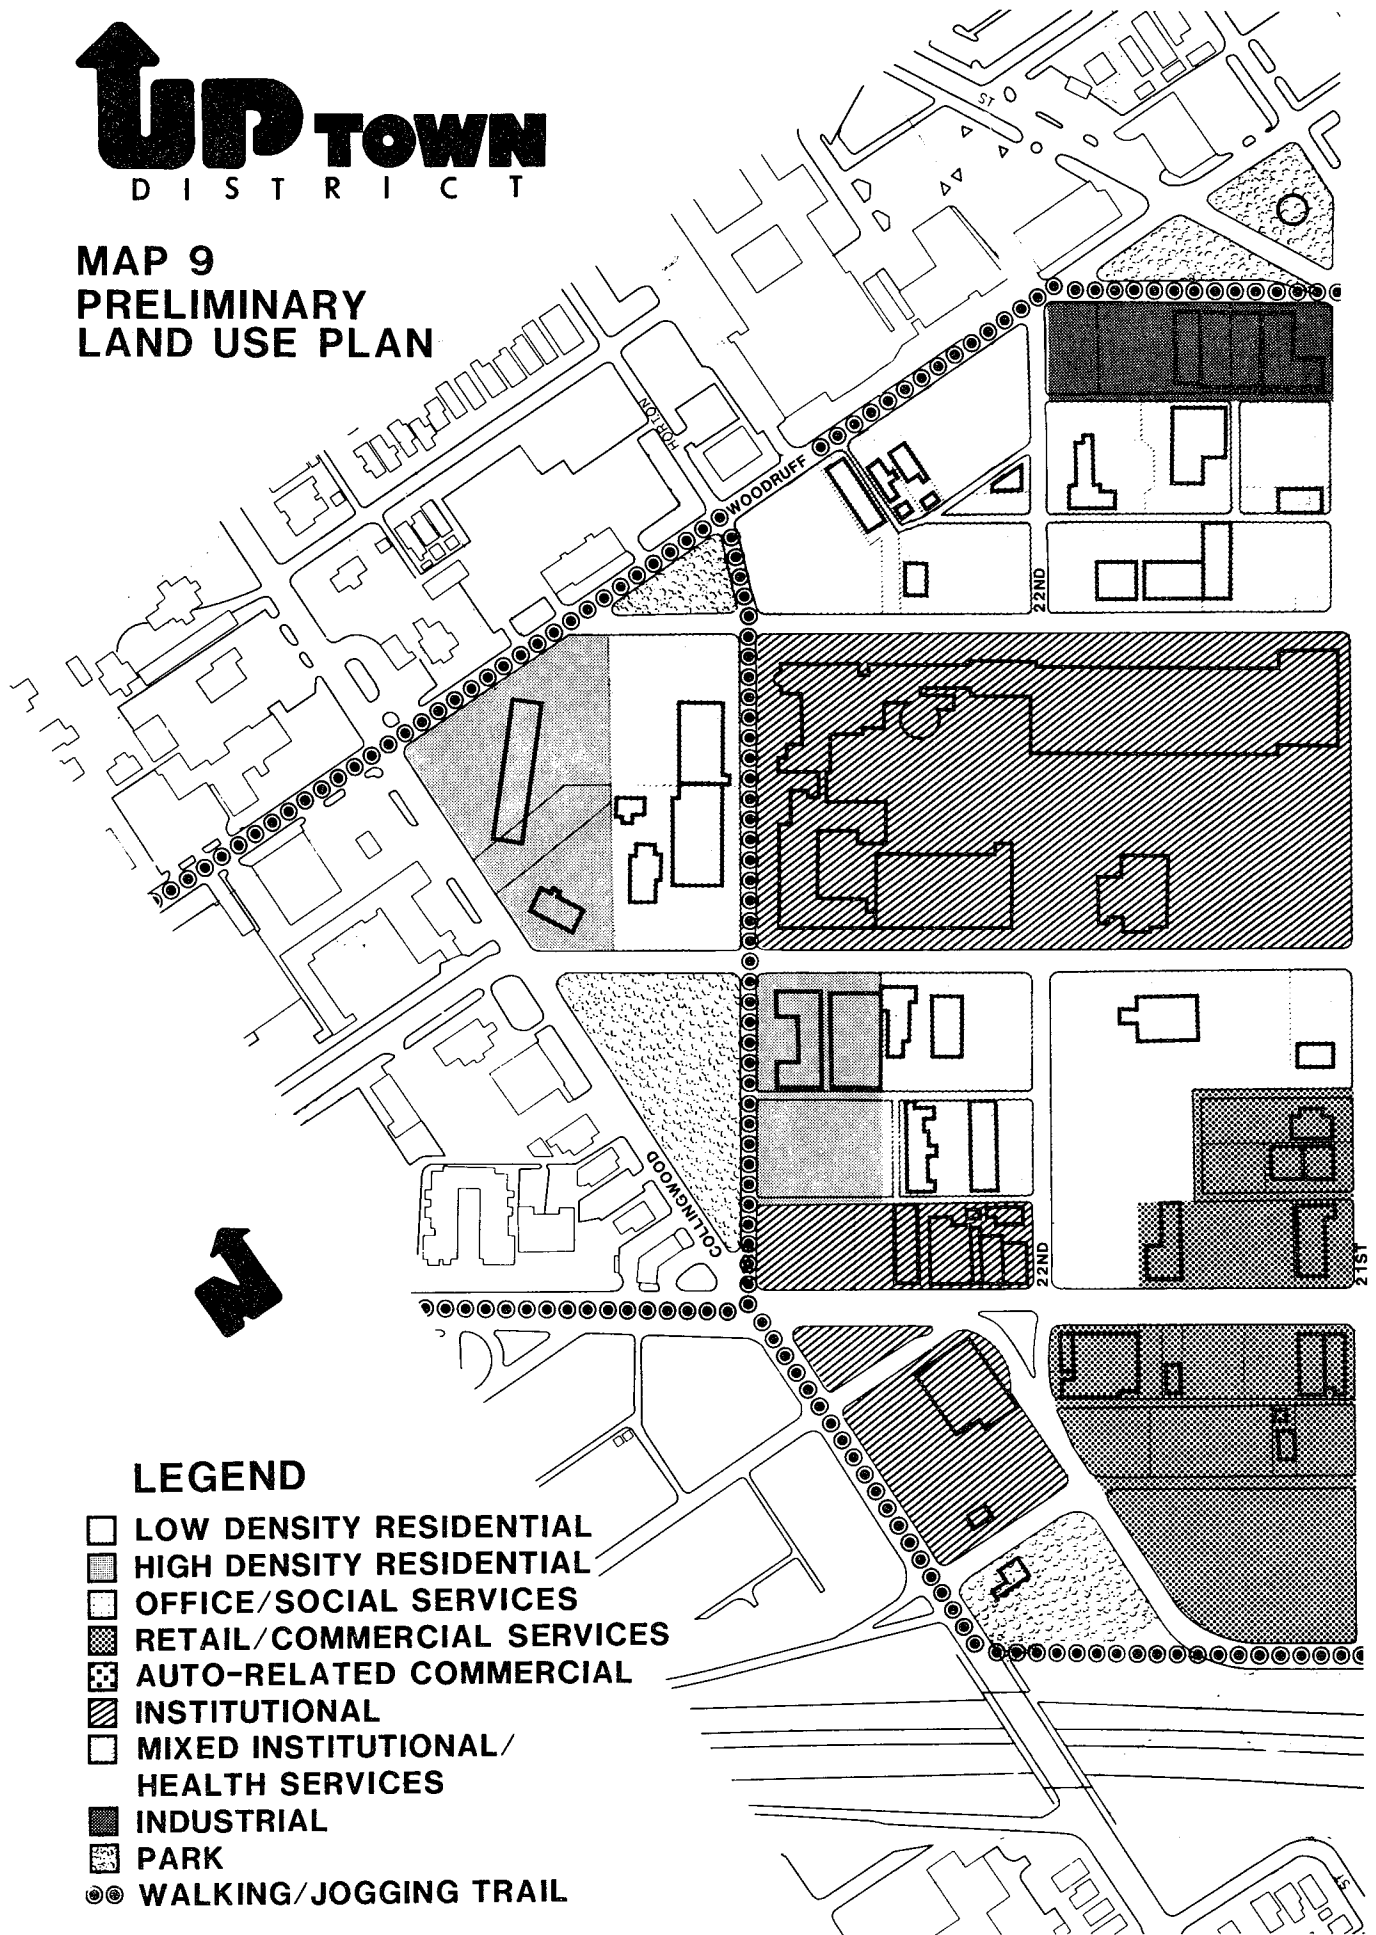 UPTOWN
DISTRICT
MAP 9
PRELIMINARY
LAND USE PLAN
ST
HORTON
WOODRUFF
22ND
COLLINGWOOD
22ND
21ST
N
LEGEND
LOW DENSITY RESIDENTIAL
HIGH DENSITY RESIDENTIAL
OFFICE/SOCIAL SERVICES
RETAIL/COMMERCIAL SERVICES
AUTO-RELATED COMMERCIAL
INSTITUTIONAL
MIXED INSTITUTIONAL/
HEALTH SERVICES
INDUSTRIAL
PARK
WALKING/JOGGING TRAIL
ST